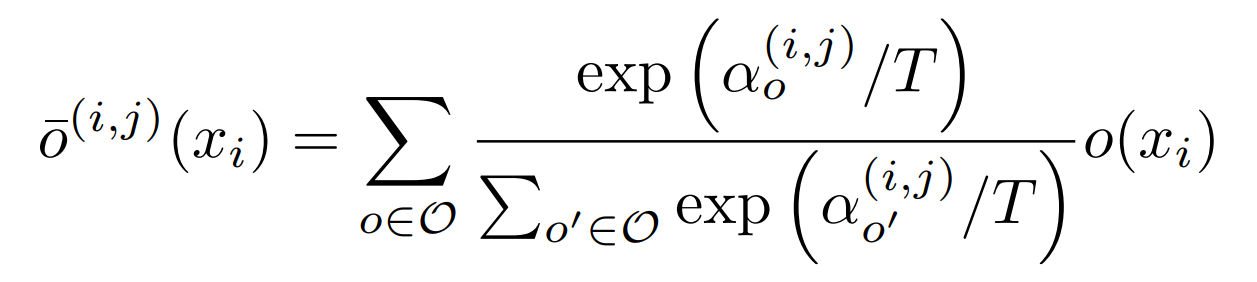 \bar{o}^{(i,j)}(x_i) = \sum_{o \in \mathcal{O}} \frac{\exp\left(\alpha_o^{(i,j)}/T\right)}{\sum_{o' \in \mathcal{O}} \exp\left(\alpha_{o'}^{(i,j)}/T\right)} o(x_i)